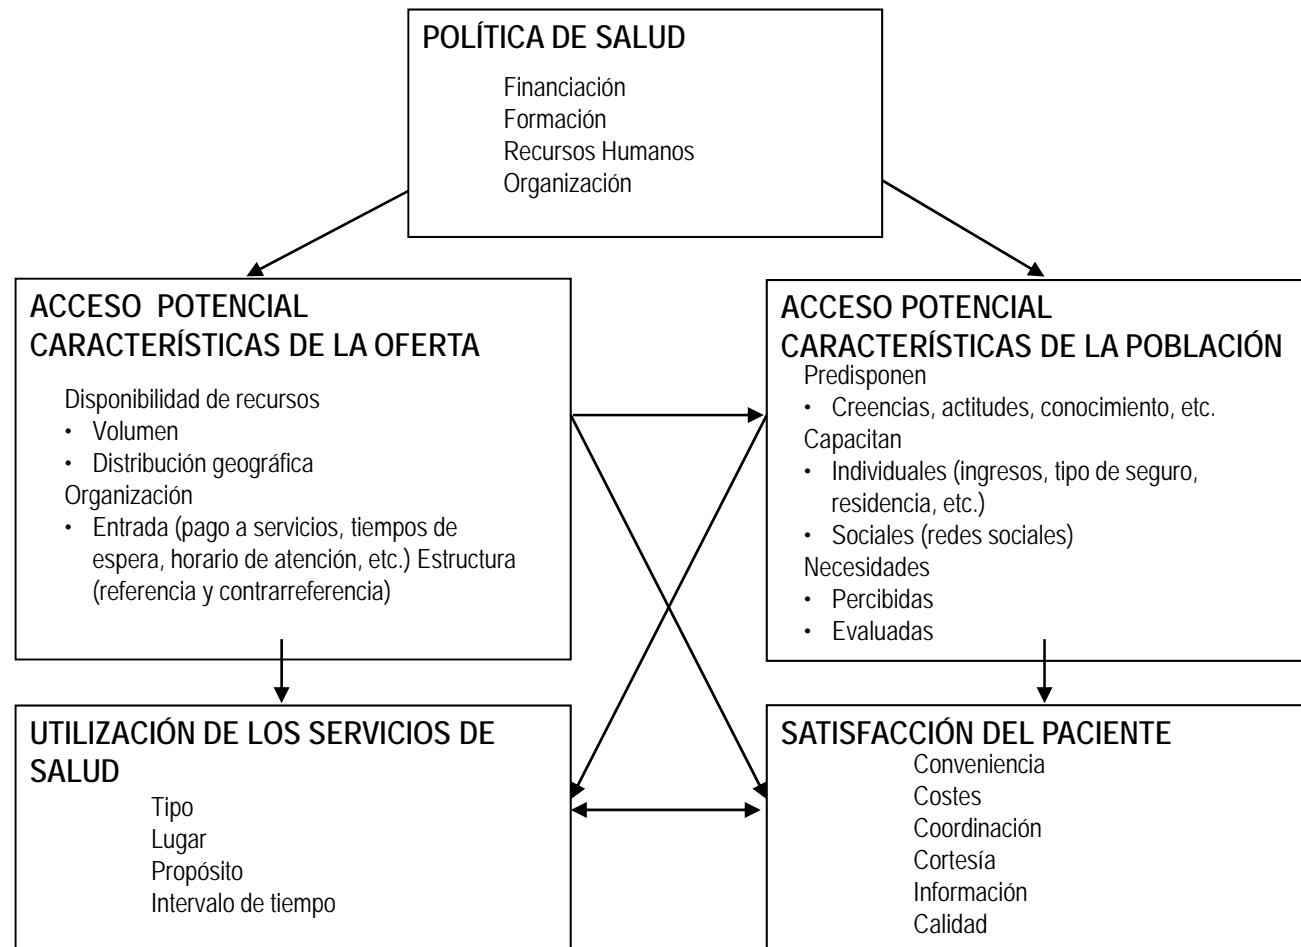 POLÍTICA DE SALUD
Financiación
Formación
Recursos Humanos
Organización
ACCESO POTENCIAL
CARACTERÍSTICAS DE LA OFERTA
Disponibilidad de recursos
• Volumen
• Distribución geográfica
Organización
• Entrada (pago a servicios, tiempos de
espera, horario de atención, etc.) Estructura
(referencia y contrarreferencia)
ACCESO POTENCIAL
CARACTERÍSTICAS DE LA POBLACIÓN
Predisponen
• Creencias, actitudes, conocimiento, etc.
Capacitan
• Individuales (ingresos, tipo de seguro,
residencia, etc.)
• Sociales (redes sociales)
Necesidades
• Percibidas
• Evaluadas
UTILIZACIÓN DE LOS SERVICIOS DE
SALUD
Tipo
Lugar
Propósito
Intervalo de tiempo
SATISFACCIÓN DEL PACIENTE
Conveniencia
Costes
Coordinación
Cortesía
Información
Calidad